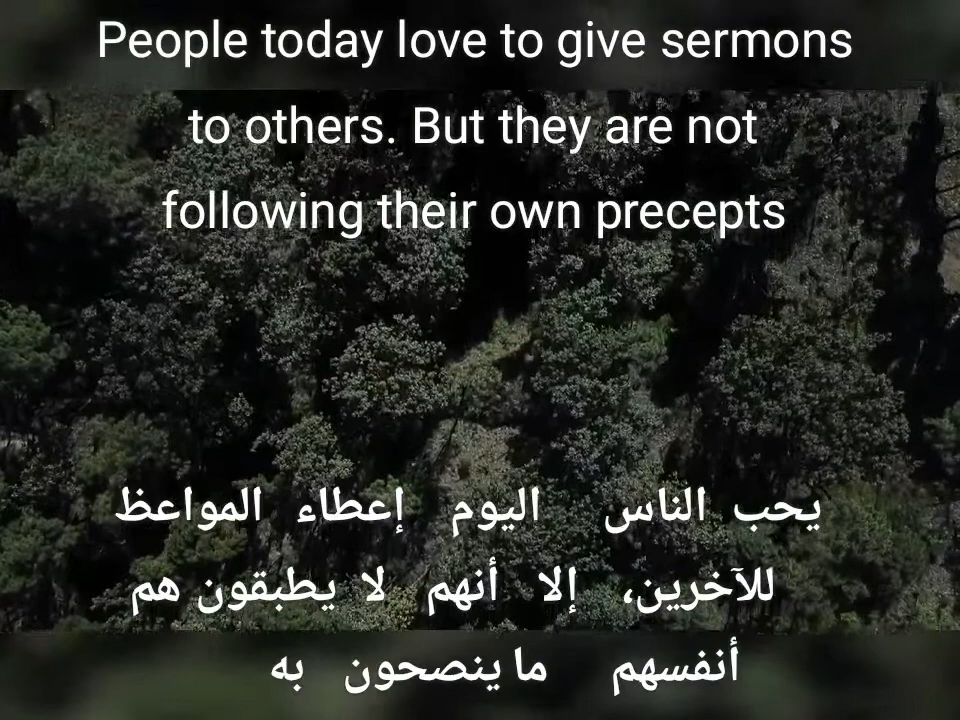 People today love to give sermons
to others. But they are not
following their own precepts
يحب الناس اليوم إعطاء المواعظ
للآخرين، إلا أنهم لا يطبقون هم
أنفسهم ما ينصحون به